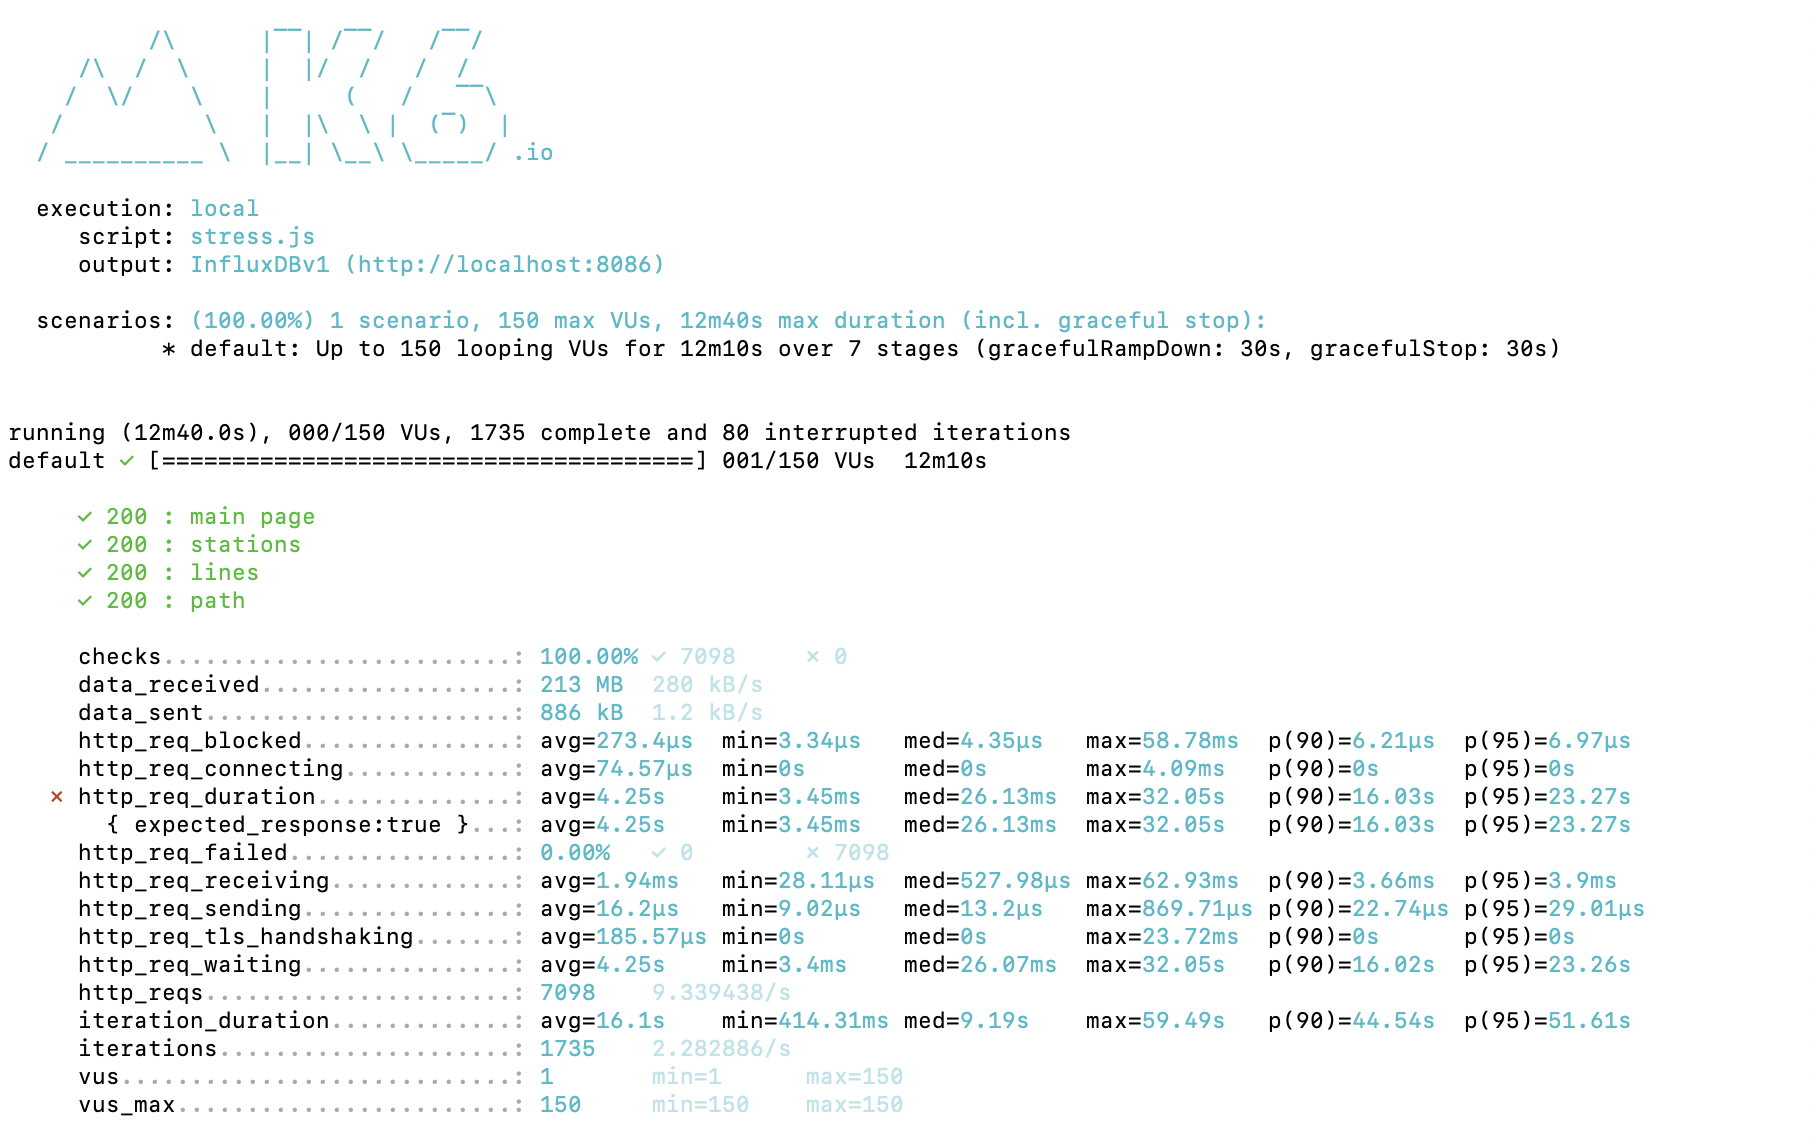 /\      |‾‾| /‾‾/   /‾‾/
     /\  /  \     |  |/  /   /  /
    /  \/    \    |     (   /   ‾‾\
   /          \   |  |\  \ |  (‾)  |
  / __________ \  |__| \__\ \_____/ .io

  execution: local
     script: stress.js
     output: InfluxDBv1 (http://localhost:8086)

  scenarios: (100.00%) 1 scenario, 150 max VUs, 12m40s max duration (incl. graceful stop):
           * default: Up to 150 looping VUs for 12m10s over 7 stages (gracefulRampDown: 30s, gracefulStop: 30s)


running (12m40.0s), 000/150 VUs, 1735 complete and 80 interrupted iterations
default ✓ [======================================] 001/150 VUs  12m10s

     ✓ 200 : main page
     ✓ 200 : stations
     ✓ 200 : lines
     ✓ 200 : path

     checks.........................: 100.00% ✓ 7098     ✗ 0
     data_received..................: 213 MB  280 kB/s
     data_sent......................: 886 kB  1.2 kB/s
     http_req_blocked...............: avg=273.4µs  min=3.34µs   med=4.35µs   max=58.78ms  p(90)=6.21µs  p(95)=6.97µs
     http_req_connecting............: avg=74.57µs  min=0s       med=0s       max=4.09ms   p(90)=0s      p(95)=0s
   ✗ http_req_duration..............: avg=4.25s    min=3.45ms   med=26.13ms  max=32.05s   p(90)=16.03s  p(95)=23.27s
       { expected_response:true }...: avg=4.25s    min=3.45ms   med=26.13ms  max=32.05s   p(90)=16.03s  p(95)=23.27s
     http_req_failed................: 0.00%   ✓ 0        ✗ 7098
     http_req_receiving.............: avg=1.94ms   min=28.11µs  med=527.98µs max=62.93ms  p(90)=3.66ms  p(95)=3.9ms
     http_req_sending...............: avg=16.2µs   min=9.02µs   med=13.2µs   max=869.71µs p(90)=22.74µs p(95)=29.01µs
     http_req_tls_handshaking.......: avg=185.57µs min=0s       med=0s       max=23.72ms  p(90)=0s      p(95)=0s
     http_req_waiting...............: avg=4.25s    min=3.4ms    med=26.07ms  max=32.05s   p(90)=16.02s  p(95)=23.26s
     http_reqs......................: 7098    9.339438/s
     iteration_duration.............: avg=16.1s    min=414.31ms med=9.19s    max=59.49s   p(90)=44.54s  p(95)=51.61s
     iterations.....................: 1735    2.282886/s
     vus............................: 1       min=1      max=150
     vus_max........................: 150     min=150    max=150